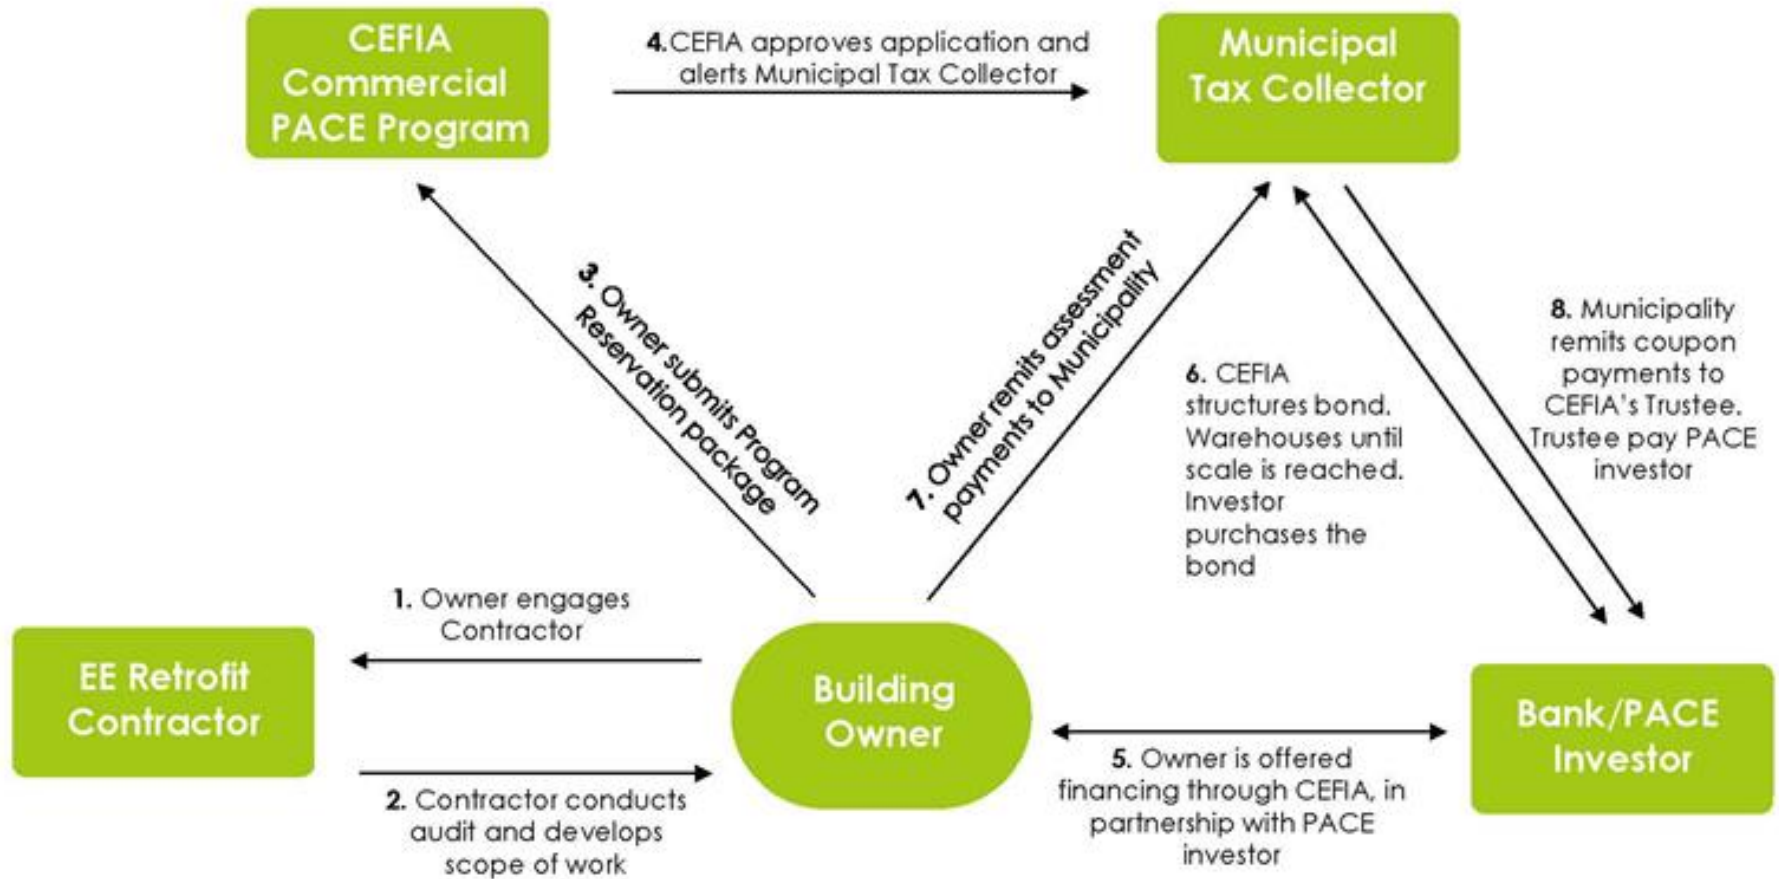 CEFIA
Commercial
PACE Program
4.CEFIA approves application and
alerts Municipal Tax Collector
Municipal
Tax Collector
3. Owner submits Program
Reservation package
7. Owner remits assessment
payments to Municipality
6. CEFIA
structures bond.
Warehouses until
scale is reached.
Investor
purchases the
bond
8. Municipality
remits coupon
payments to
CEFIA's Trustee.
Trustee pay PACE
investor
1. Owner engages
Contractor
EE Retrofit
Contractor
2. Contractor conducts
audit and develops
scope of work
Building
Owner
5. Owner is offered
financing through CEFIA, in
partnership with PACE
investor
Bank/PACE
Investor